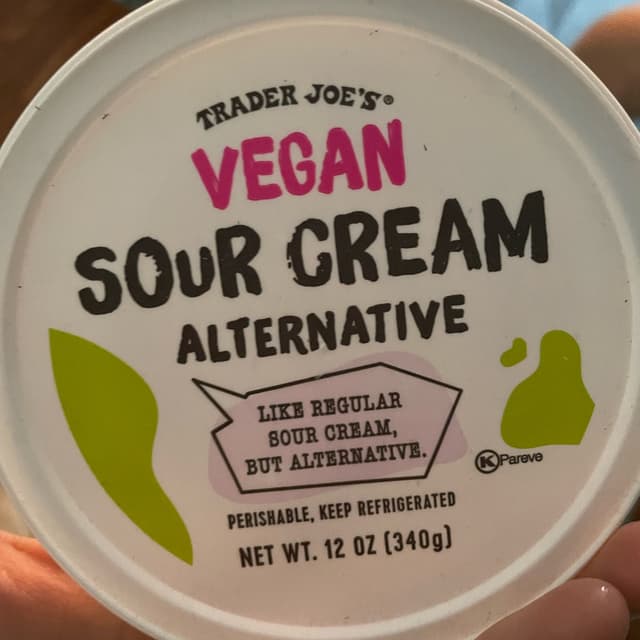 TRADER JOE'S®
VEGAN
SOUR CREAM
ALTERNATIVE
LIKE REGULAR
SOUR CREAM,
BUT ALTERNATIVE.
K Pareve
PERISHABLE, KEEP REFRIGERATED
NET WT. 12 OZ (340g)